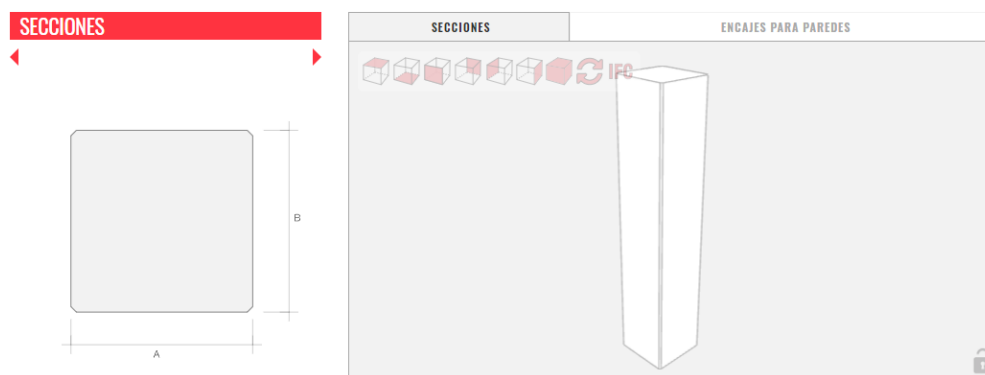 SECCIONES
SECCIONES
ENCAJES PARA PAREDES
IFC
B
A